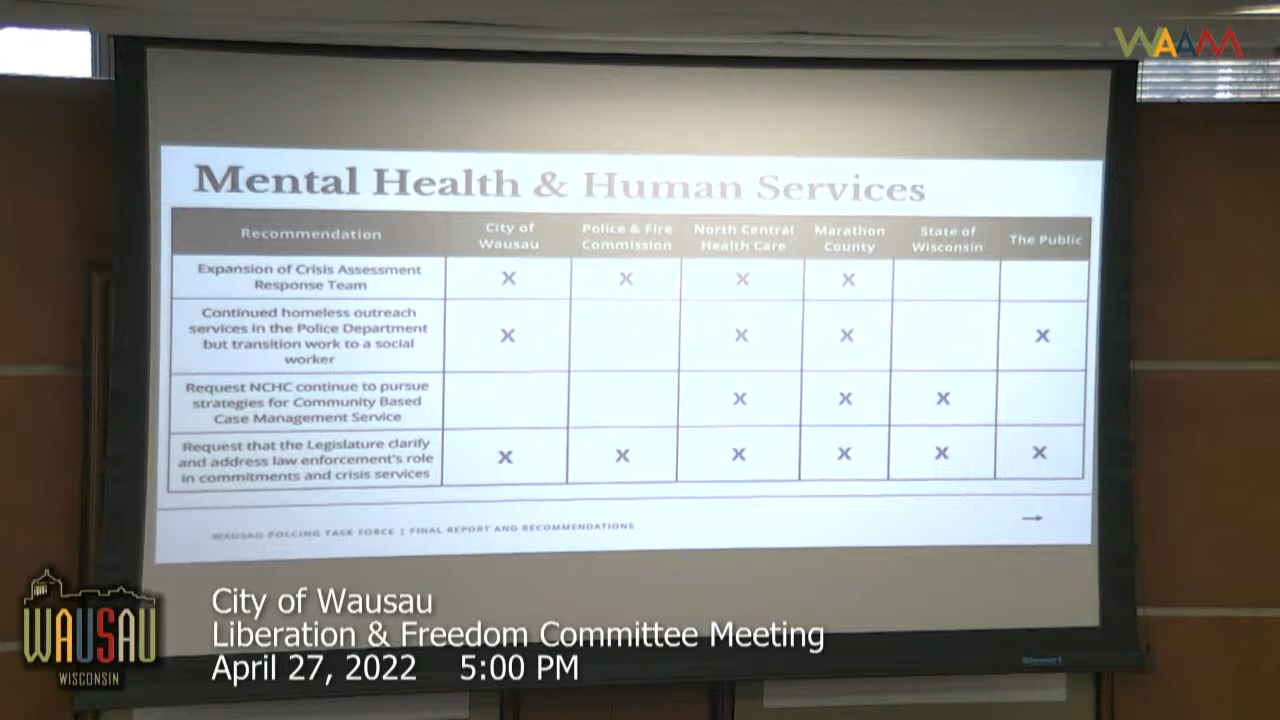 WAAM
Mental Health & Human Services
Recommendation
City of
Wausau
Police & Fire
Commission
North Central
Health Care
Marathon
County
State of
Wisconsin
The Public
Expansion of Crisis Assessment
Response Team
X X X X
Continued homeless outreach
services in the Police Department
but transition work to a social
worker
X X X X
Request NCHC continue to pursue
strategies for Community Based
Case Management Service
X X X
Request that the Legislature clarify
and address law enforcement's role
in commitments and crisis services
X X X X X X
WAUSAU POLCING TASK FORCE | FINAL REPORT AND RECOMMENDATIONS
Stewart
WAUSAU
WISCONSIN
City of Wausau
Liberation & Freedom Committee Meeting
April 27, 2022 5:00 PM